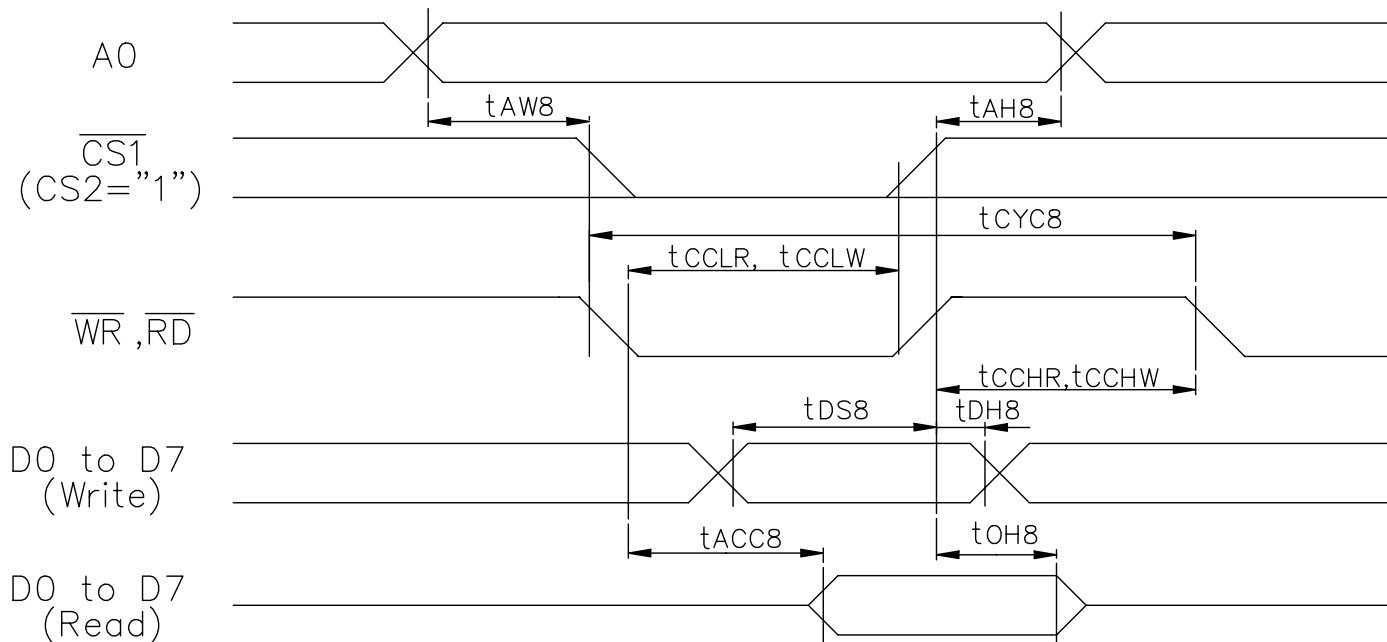 A0
tAW8 tAH8
CS1
(CS2="1")
tCYC8
tCCLR, tCCLW
WR ,RD
tCCHR,tCCHW
tDS8 tDH8
D0 to D7
(Write)
tACC8 tOH8
D0 to D7
(Read)